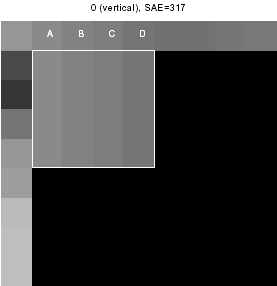 0 (vertical), SAE=317
A B C D